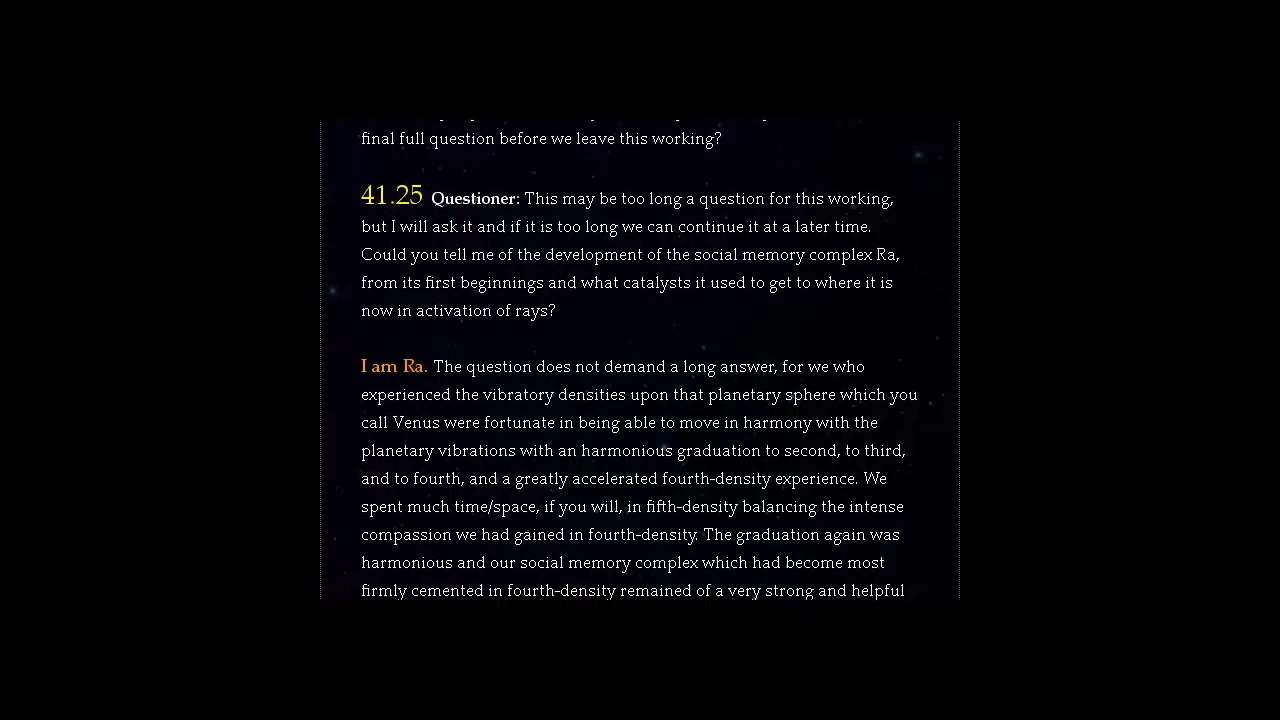 final full question before we leave this working?
41.25 Questioner: This may be too long a question for this working,
but I will ask it and if it is too long we can continue it at a later time.
Could you tell me of the development of the social memory complex Ra,
from its first beginnings and what catalysts it used to get to where it is
now in activation of rays?
I am Ra. The question does not demand a long answer, for we who
experienced the vibratory densities upon that planetary sphere which you
call Venus were fortunate in being able to move in harmony with the
planetary vibrations with an harmonious graduation to second, to third,
and to fourth, and a greatly accelerated fourth-density experience. We
spent much time/space, if you will, in fifth-density balancing the intense
compassion we had gained in fourth-density. The graduation again was
harmonious and our social memory complex which had become most
firmly cemented in fourth-density remained of a very strong and helpful